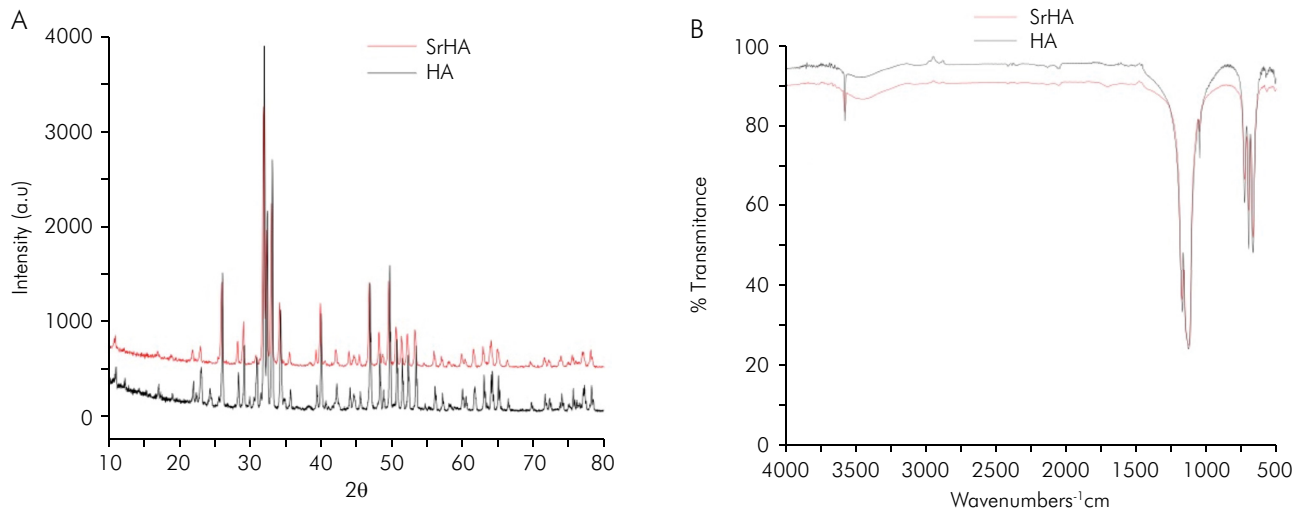 A
SrHA
HA
4000
3000
2000
1000
0
Intensity (a.u)
10 20 30 40 50 60 70 80
2θ
B
SrHA
HA
100
80
60
40
20
0
% Transmitance
4000 3500 3000 2500 2000 1500 1000 500
Wavenumbers-1cm